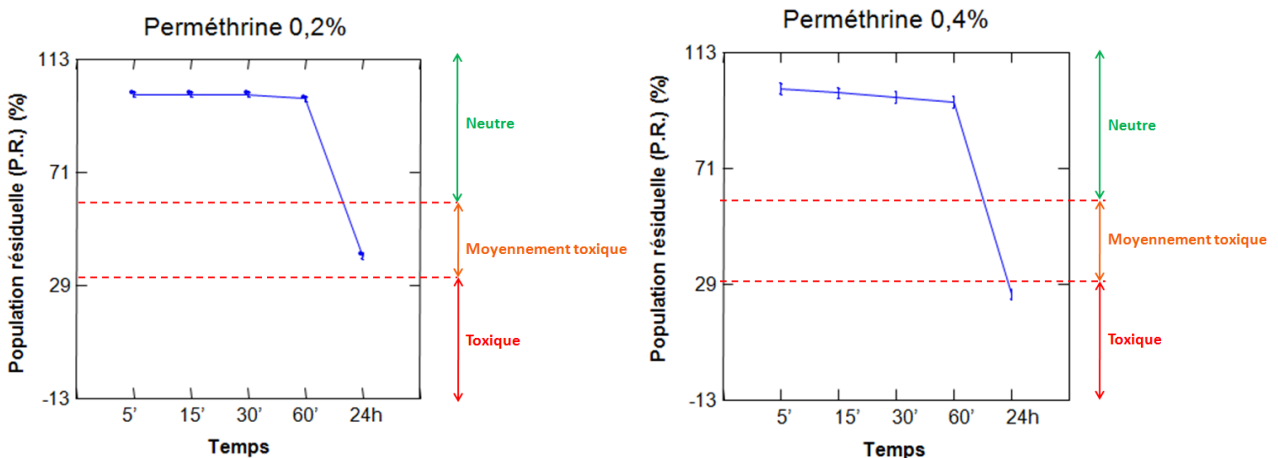 Perméthrine 0,2%
Population résiduelle (P.R.) (%)
113
71
29
-13
5' 15' 30' 60' 24h
Temps
Neutre
Moyennement toxique
Toxique
Perméthrine 0,4%
Population résiduelle (P.R.) (%)
113
71
29
-13
5' 15' 30' 60' 24h
Temps
Neutre
Moyennement toxique
Toxique